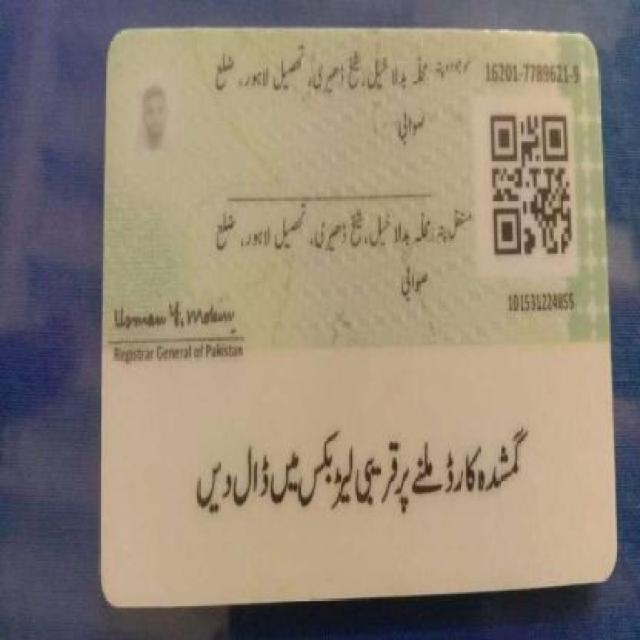 16201-7789621-9
موجودہ پتہ: محلہ بدلا خیل، شیخ ڈھیری، تحصیل لاہور، ضلع
صوابی
مستقل پتہ: محلہ بدلا خیل، شیخ ڈھیری، تحصیل لاہور، ضلع
صوابی
101531224855
Usman Y. Mobin
Registrar General of Pakistan
گمشدہ کارڈ ملنے پر قریبی لیٹر بکس میں ڈال دیں